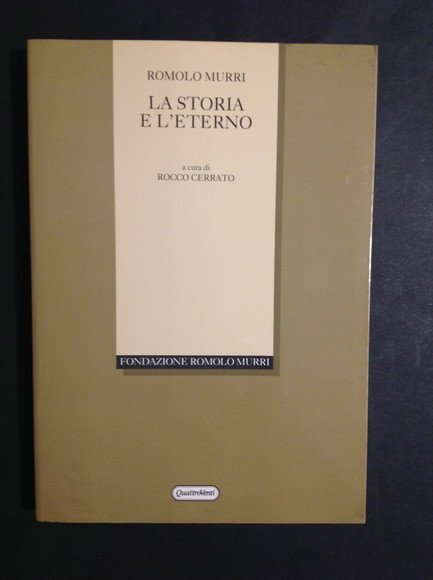 ROMOLO MURRI
LA STORIA
E L'ETERNO
a cura di
ROCCO CERRATO
FONDAZIONE ROMOLO MURRI
QuattroVenti